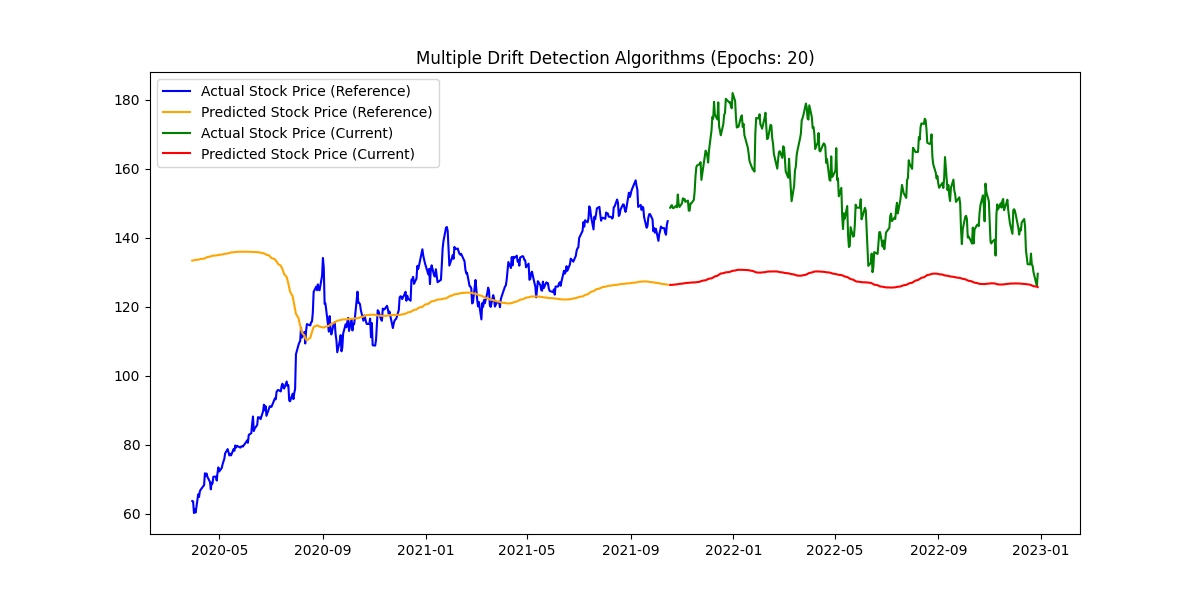 Multiple Drift Detection Algorithms (Epochs: 20)
Actual Stock Price (Reference)
Predicted Stock Price (Reference)
Actual Stock Price (Current)
Predicted Stock Price (Current)
180
160
140
120
100
80
60
2020-05 2020-09 2021-01 2021-05 2021-09 2022-01 2022-05 2022-09 2023-01